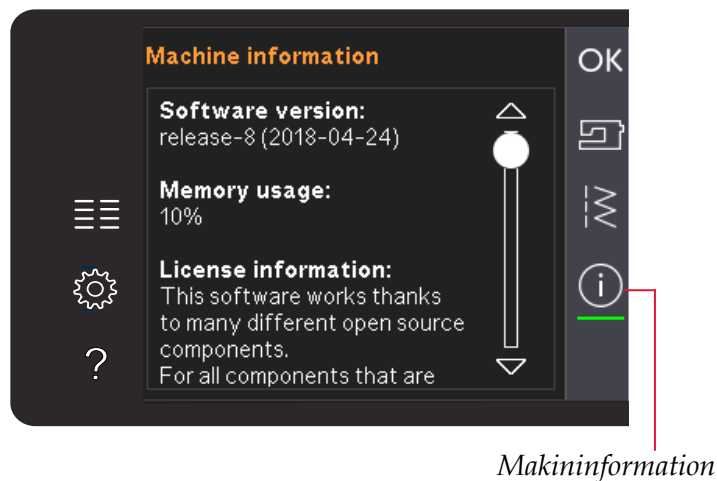 Machine information
OK
Software version:
release-8 (2018-04-24)
Memory usage:
10%
License information:
This software works thanks
to many different open source
components.
For all components that are
?
i
Makininformation